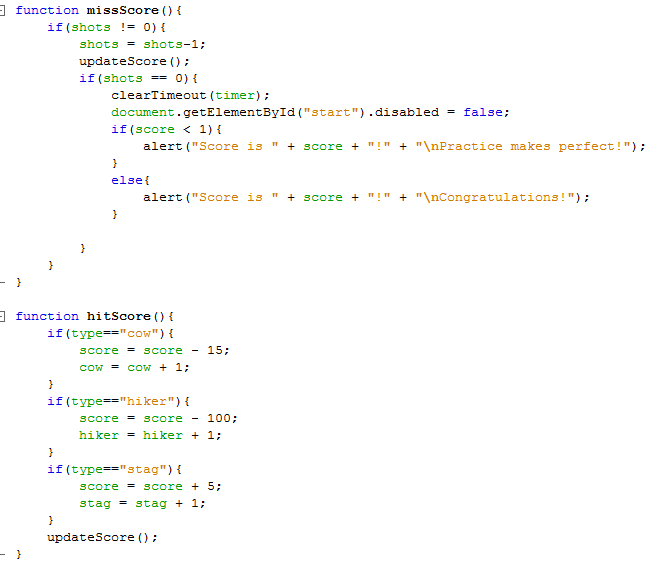 function missScore(){
    if(shots != 0){
        shots = shots-1;
        updateScore();
        if(shots == 0){
            clearTimeout(timer);
            document.getElementById("start").disabled = false;
            if(score < 1){
                alert("Score is " + score + "!" + "\nPractice makes perfect!");
            }
            else{
                alert("Score is " + score + "!" + "\nCongratulations!");
            }

        }
    }
}

function hitScore(){
    if(type=="cow"){
        score = score - 15;
        cow = cow + 1;
    }
    if(type=="hiker"){
        score = score - 100;
        hiker = hiker + 1;
    }
    if(type=="stag"){
        score = score + 5;
        stag = stag + 1;
    }
    updateScore();
}